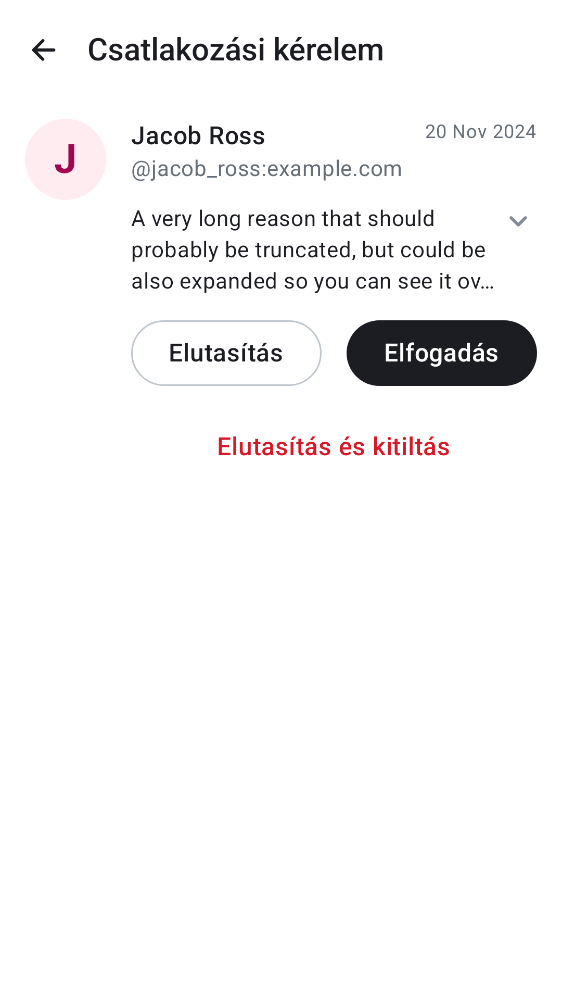 Csatlakozási kérelem
J
Jacob Ross
20 Nov 2024
@jacob_ross:example.com
A very long reason that should
probably be truncated, but could be
also expanded so you can see it ov…
Elutasítás
Elfogadás
Elutasítás és kitiltás